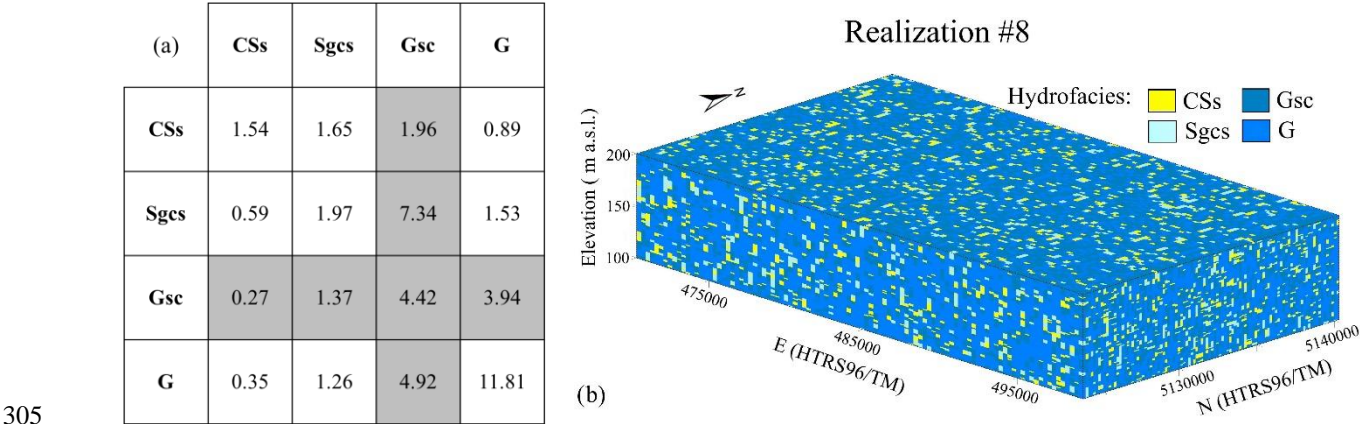 (a) CSs Sgcs Gsc G
CSs 1.54 1.65 1.96 0.89
Sgcs 0.59 1.97 7.34 1.53
Gsc 0.27 1.37 4.42 3.94
G 0.35 1.26 4.92 11.81
305
Realization #8
N
Hydrofacies: CSs Gsc
Sgcs G
Elevation ( m a.s.l.)
200
150
100
475000
485000
495000
E (HTRS96/TM)
5130000
5140000
N (HTRS96/TM)
(b)